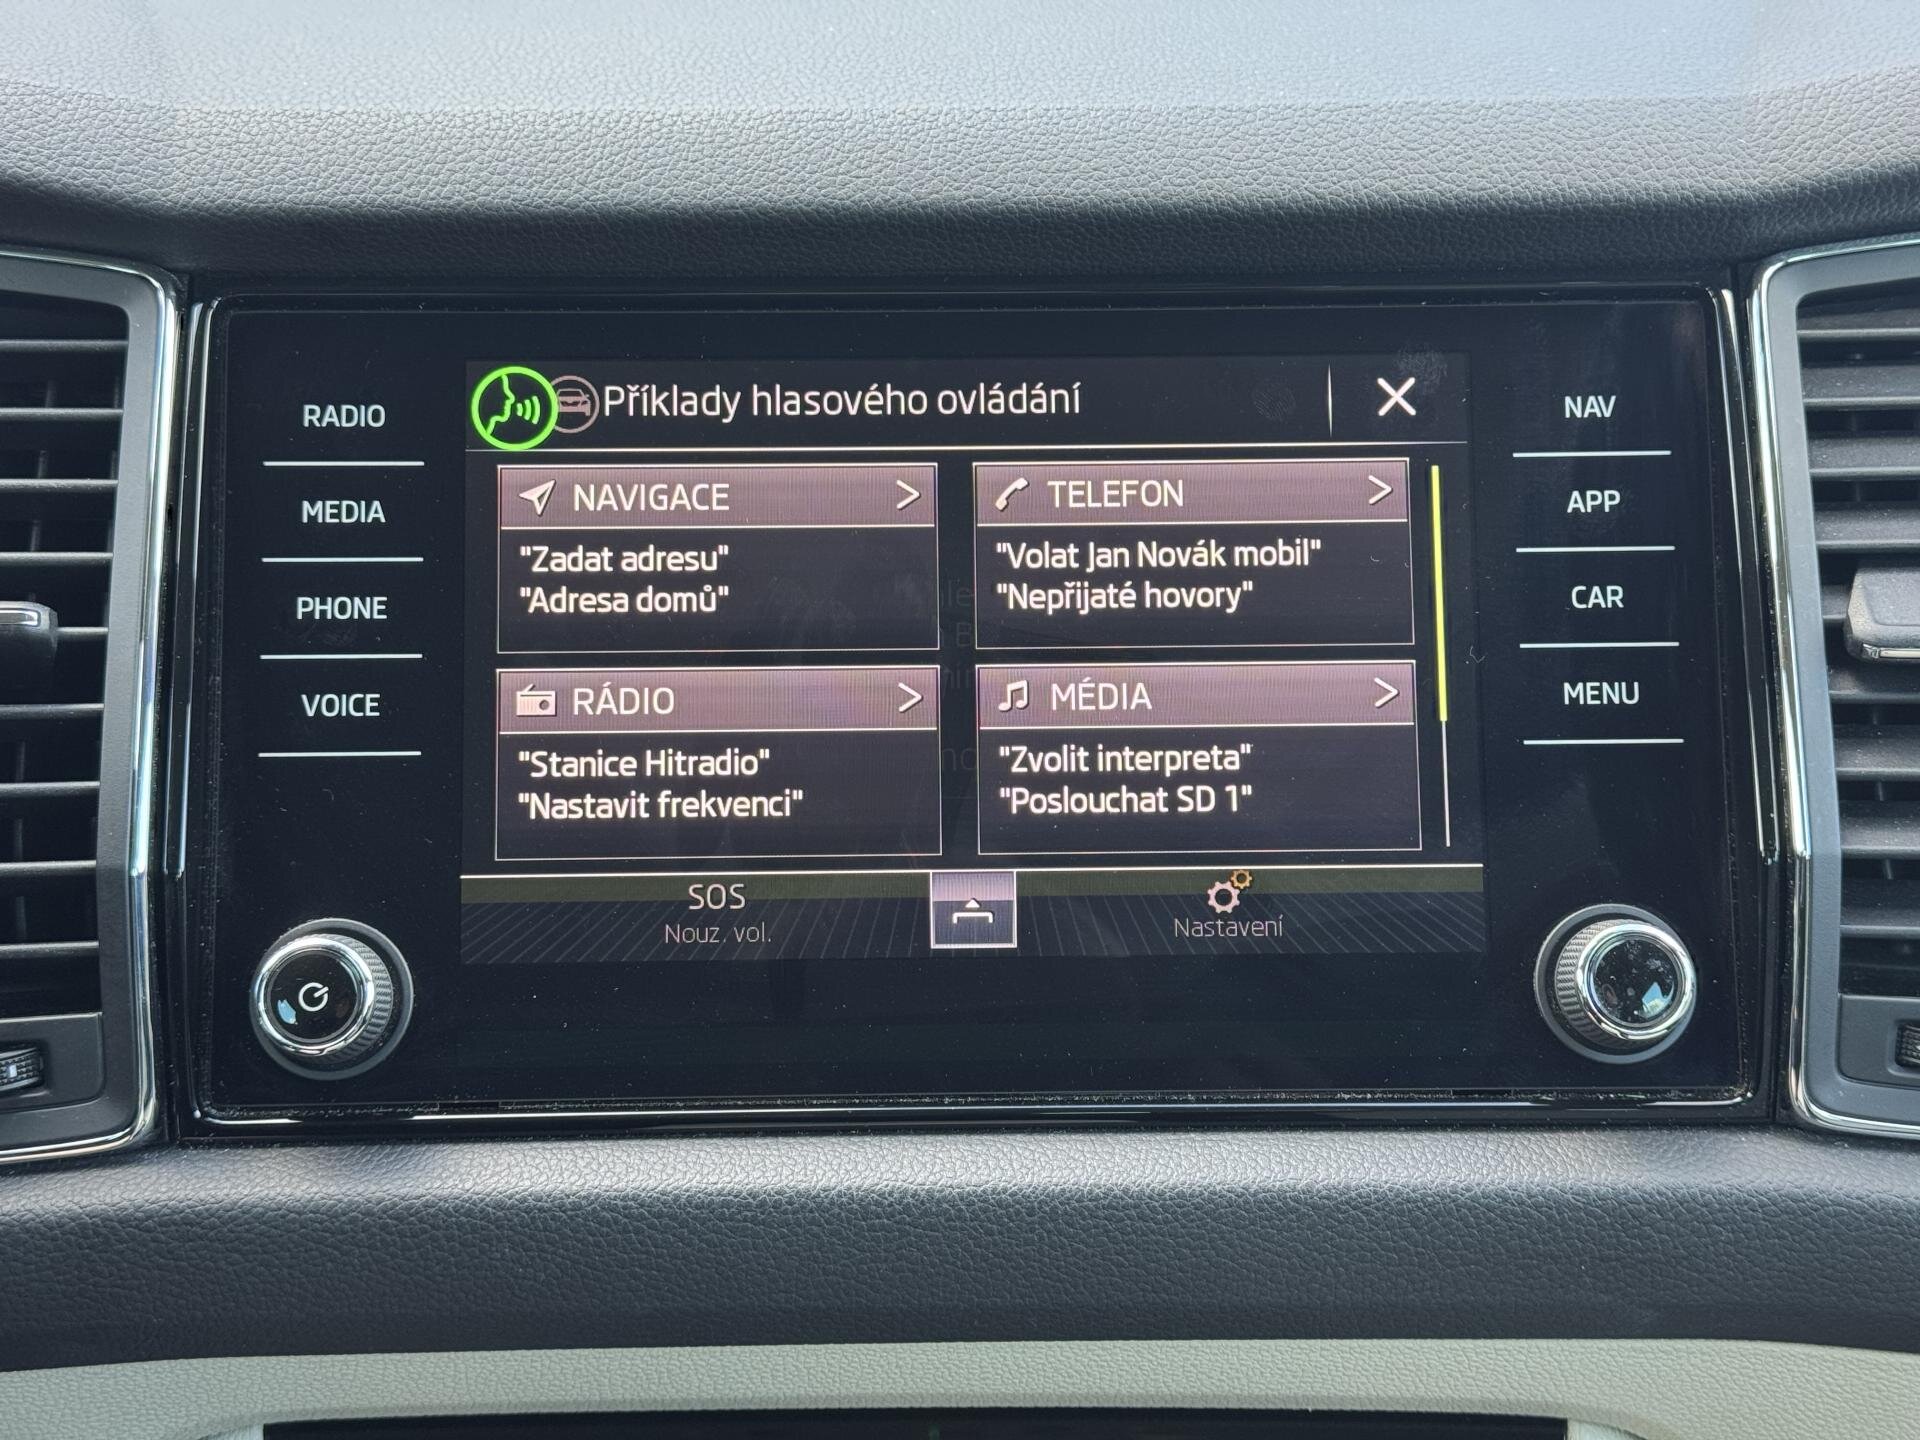 RADIO
MEDIA
PHONE
VOICE
Příklady hlasového ovládání
NAVIGACE
"Zadat adresu"
"Adresa domů"
TELEFON
"Volat Jan Novák mobil"
"Nepřijaté hovory"
RÁDIO
"Stanice Hitradio"
"Nastavit frekvenci"
MÉDIA
"Zvolit interpreta"
"Poslouchat SD 1"
SOS
Nouz. vol.
Nastavení
NAV
APP
CAR
MENU